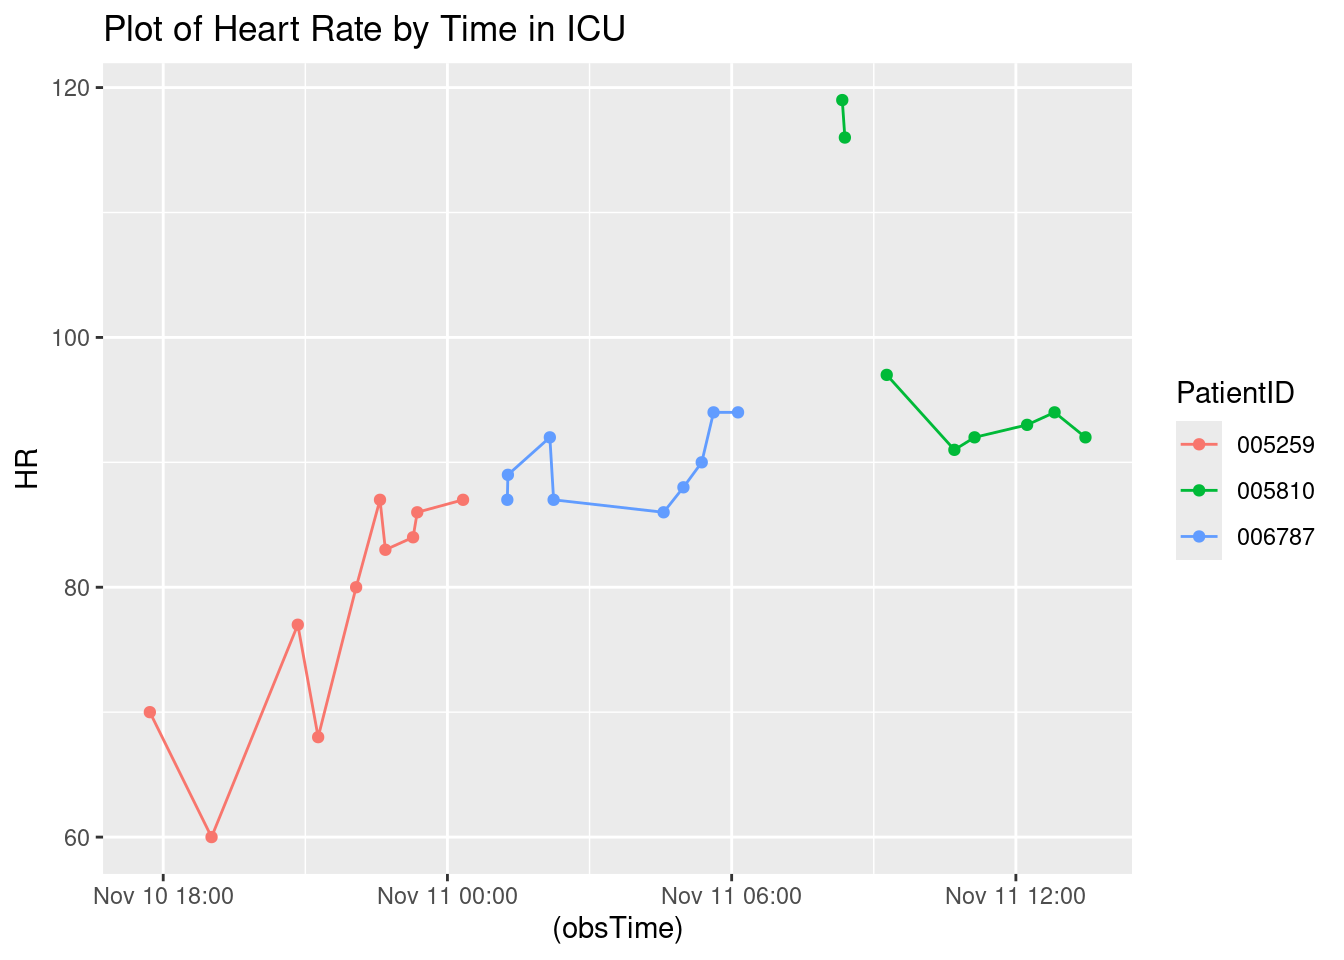 Plot of Heart Rate by Time in ICU
120
100
80
60
HR
Nov 10 18:00 Nov 11 00:00 Nov 11 06:00 Nov 11 12:00
(obsTime)
PatientID
005259
005810
006787